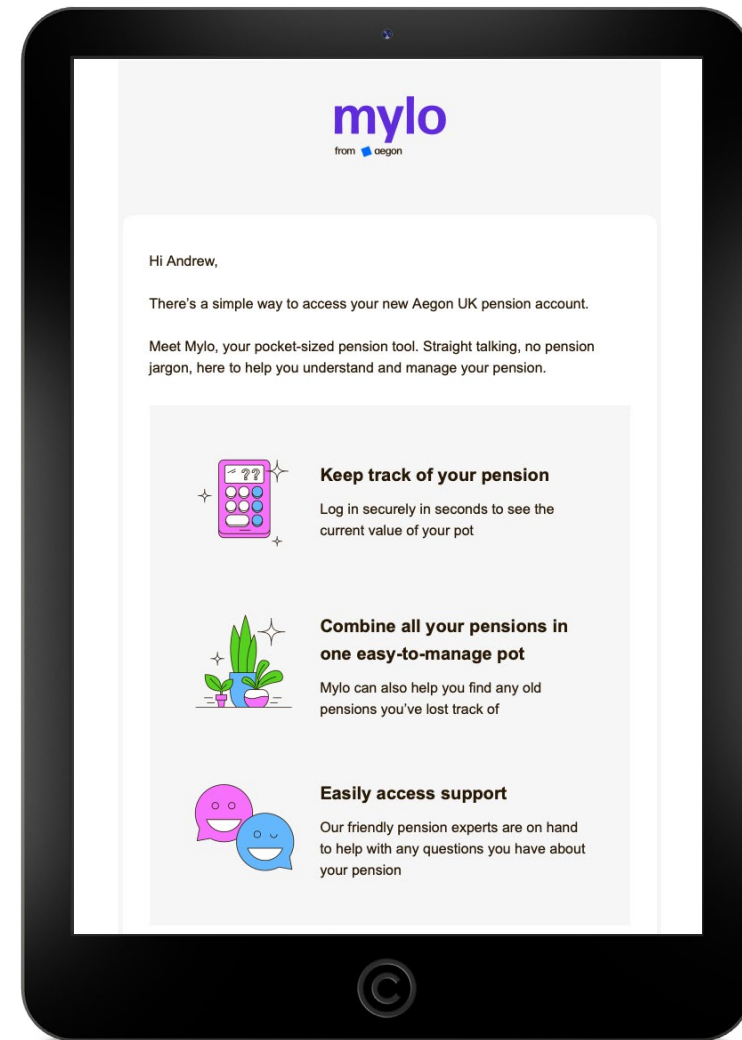 mylo
from aegon
Hi Andrew,
There's a simple way to access your new Aegon UK pension account.
Meet Mylo, your pocket-sized pension tool. Straight talking, no pension
jargon, here to help you understand and manage your pension.
??
Keep track of your pension
Log in securely in seconds to see the
current value of your pot
Combine all your pensions in
one easy-to-manage pot
Mylo can also help you find any old
pensions you've lost track of
Easily access support
Our friendly pension experts are on hand
to help with any questions you have about
your pension
©